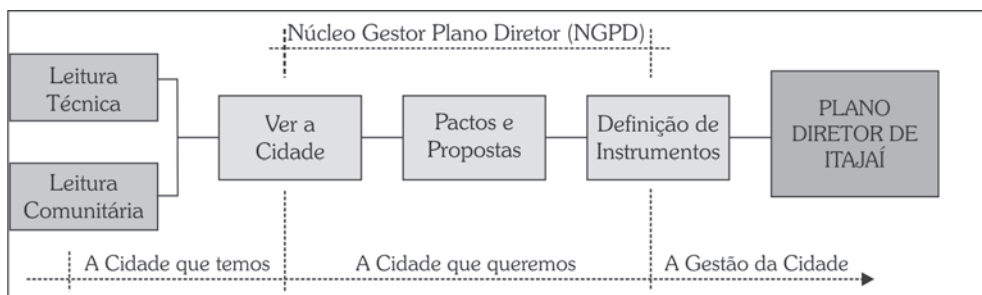 Núcleo Gestor Plano Diretor (NGPD)
Leitura
Técnica
Leitura
Comunitária
Ver a
Cidade
Pactos e
Propostas
Definição de
Instrumentos
PLANO
DIRETOR DE
ITAJAÍ
A Cidade que temos
A Cidade que queremos
A Gestão da Cidade